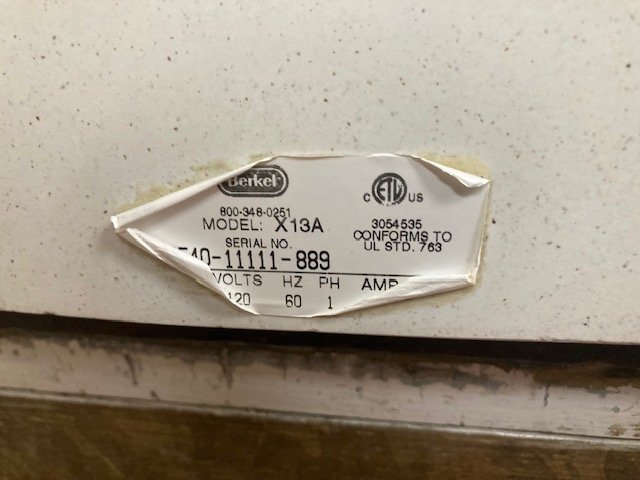 Berkel
800-348-0251
MODEL: X13A
SERIAL NO.
40-11111-889
VOLTS HZ PH AMP
120 60 1
C ETL US
3054535
CONFORMS TO
UL STD. 763